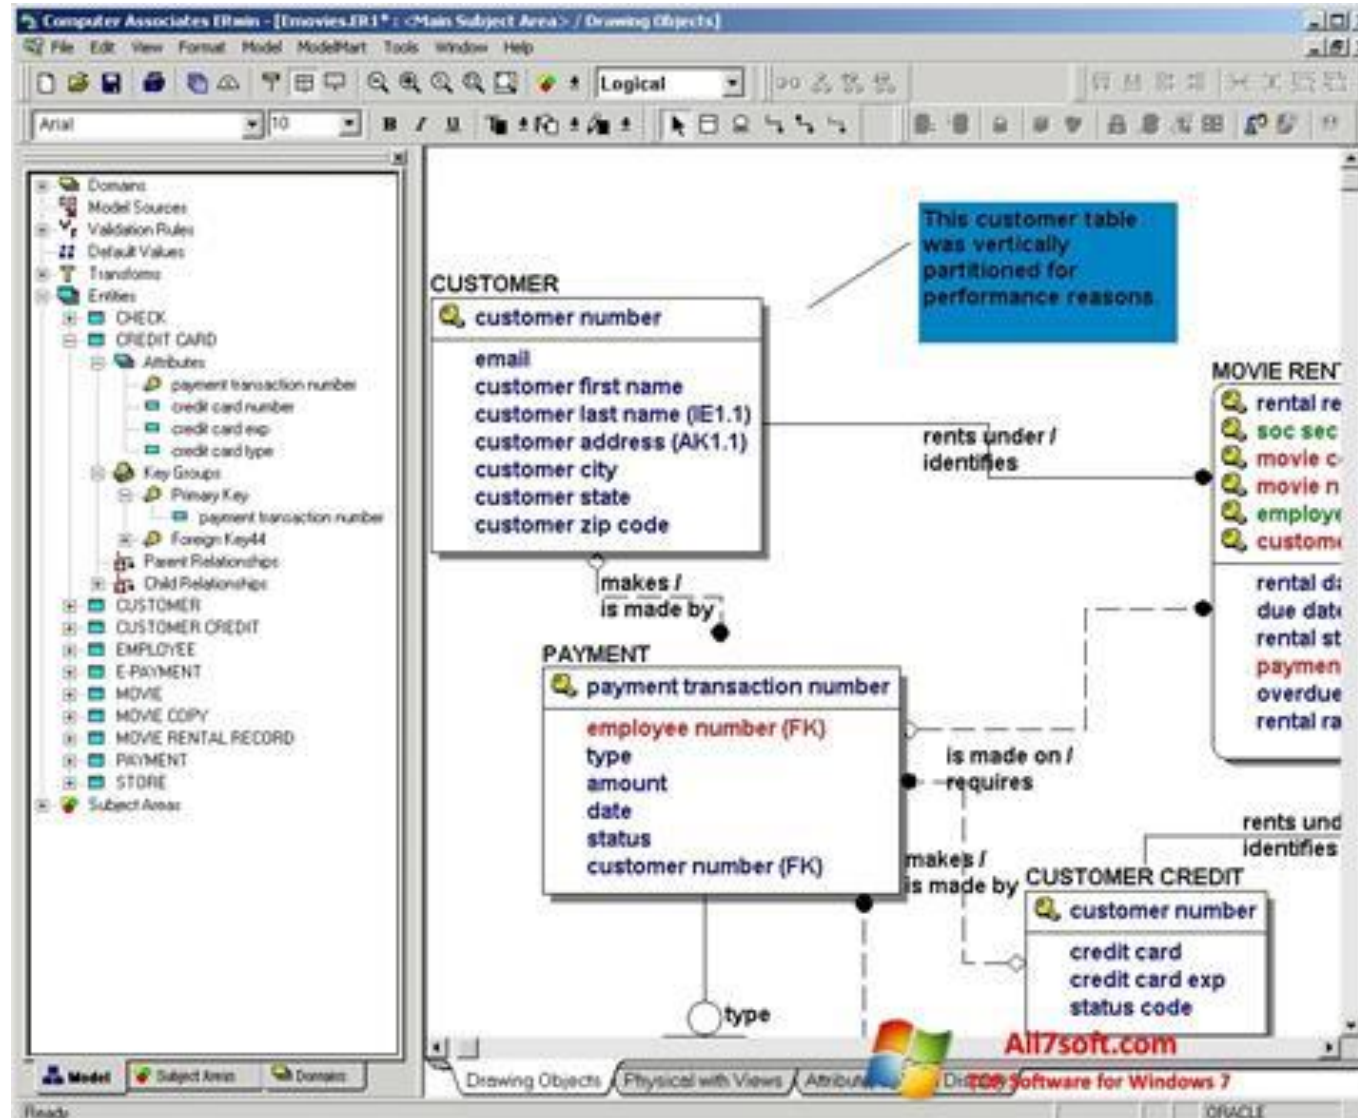 Computer Associates ERwin - [Emovies.ER1 * : <Main Subject Area> / Drawing Objects]
File Edit View Format Model ModelMart Tools Window Help
Logical
Arial 10 B I U
Domains
Model Sources
Validation Rules
Default Values
Transforms
Entities
CHECK
CREDIT CARD
Attributes
payment transaction number
credit card number
credit card exp
credit card type
Key Groups
Primary Key
payment transaction number
Foreign Key44
Parent Relationships
Child Relationships
CUSTOMER
CUSTOMER CREDIT
EMPLOYEE
E-PAYMENT
MOVIE
MOVIE COPY
MOVIE RENTAL RECORD
PAYMENT
STORE
Subject Areas
Model Subject Areas Domains
This customer table
was vertically
partitioned for
performance reasons
CUSTOMER
customer number
email
customer first name
customer last name (IE1.1)
customer address (AK1.1)
customer city
customer state
customer zip code
rents under /
identifies
MOVIE RENT
rental re
soc sec
movie c
movie n
employe
custome
rental da
due date
rental st
paymen
overdue
rental ra
makes /
is made by
PAYMENT
payment transaction number
employee number (FK)
type
amount
date
status
customer number (FK)
is made on /
requires
makes /
is made by
rents und
identifies
CUSTOMER CREDIT
customer number
credit card
credit card exp
status code
type
All7soft.com
TOP Software for Windows 7
Drawing Objects Physical with Views Attribute
Ready ORACLE